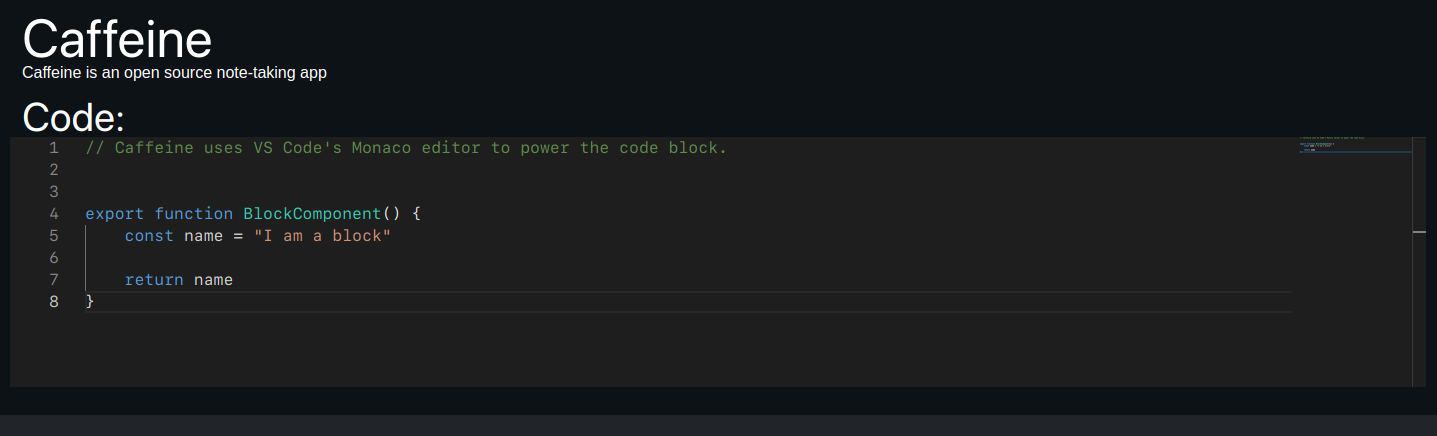 Caffeine
Caffeine is an open source note-taking app
Code:
1 // Caffeine uses VS Code's Monaco editor to power the code block.
2
3
4 export function BlockComponent() {
5     const name = "I am a block"
6
7     return name
8 }